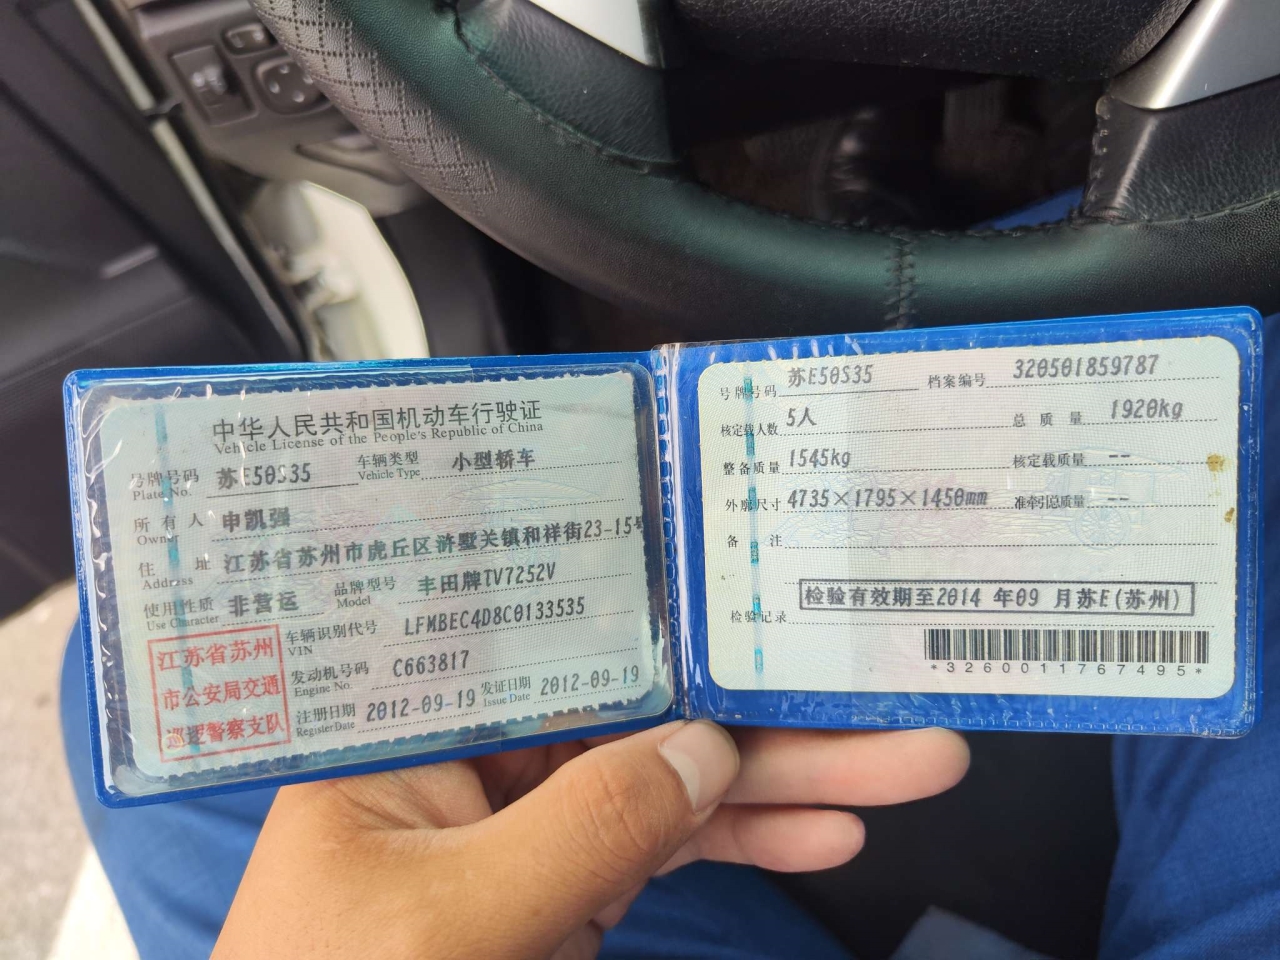 中华人民共和国机动车行驶证
Vehicle License of the People's Republic of China
号牌号码 苏E50S35 车辆类型 小型轿车
Plate No. Vehicle Type
所有人 申凯强
Owner
住址 江苏省苏州市虎丘区浒墅关镇和祥街23-15号
Address
使用性质 非营运 品牌型号 丰田牌TV7252V
Use Character Model
江苏省苏州
市公安局交通
巡逻警察支队
车辆识别代号 LFMBEC4D8C0133535
VIN
发动机号码 C663817
Engine No.
注册日期 2012-09-19 发证日期 2012-09-19
Register Date Issue Date
号牌号码 苏E50S35 档案编号 320501859787
核定载人数 5人 总质量 1920kg
整备质量 1545kg 核定载质量 --
外廓尺寸 4735×1795×1450mm 准牵引总质量 --
备注
检验记录 检验有效期至2014 年09 月苏E(苏州)
*3260011767495*